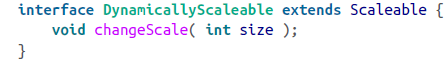 interface DynamicallyScaleable extends Scaleable {
    void changeScale( int size );
}